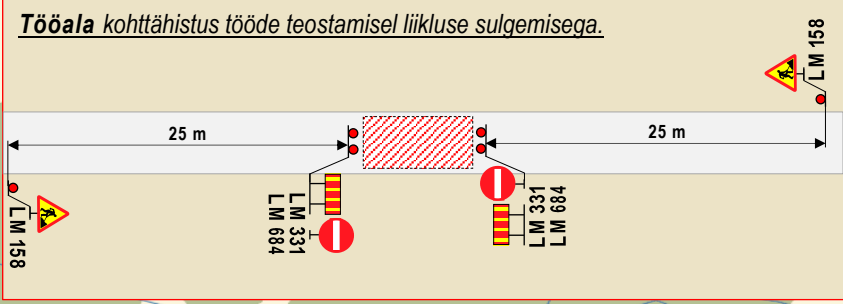 Tööala kohttähistus tööde teostamisel liikluse sulgemisega.
LM 158
25 m
25 m
LM 331
LM 684
LM 331
LM 684
LM 158